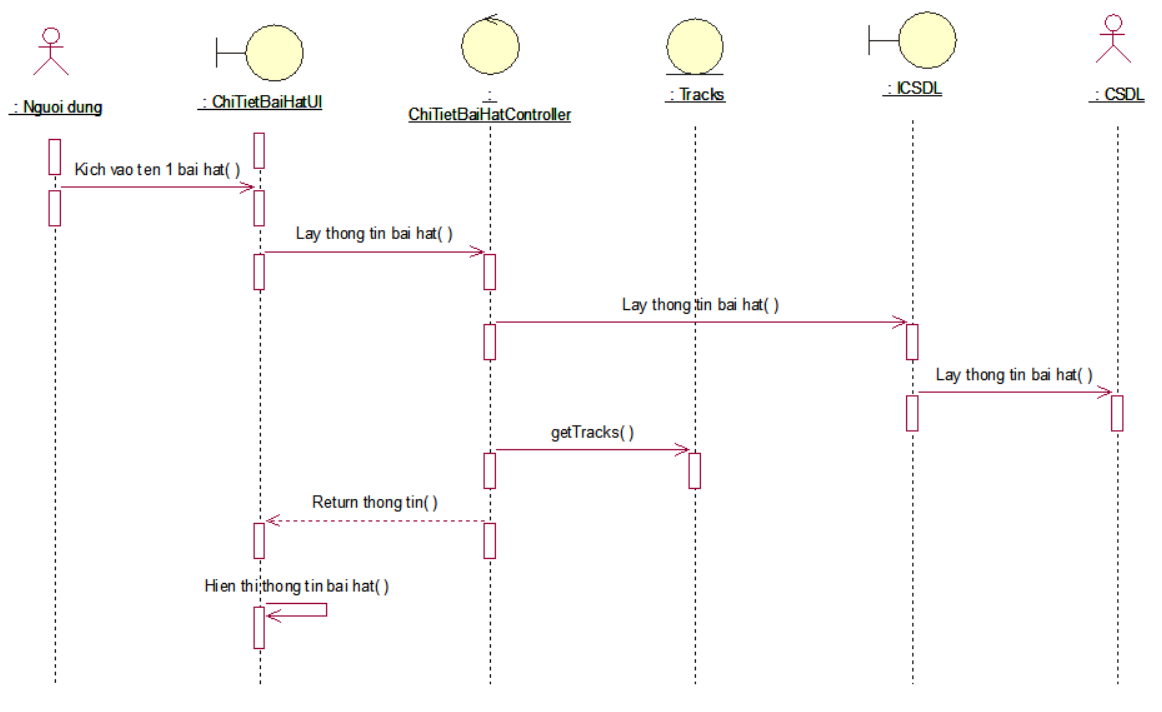 : Nguoi dung
: ChiTietBaiHatUI
:
ChiTietBaiHatController
: Tracks
: ICSDL
: CSDL
Kich vao ten 1 bai hat( )
Lay thong tin bai hat( )
Lay thong tin bai hat( )
Lay thong tin bai hat( )
getTracks( )
Return thong tin( )
Hien thi thong tin bai hat( )